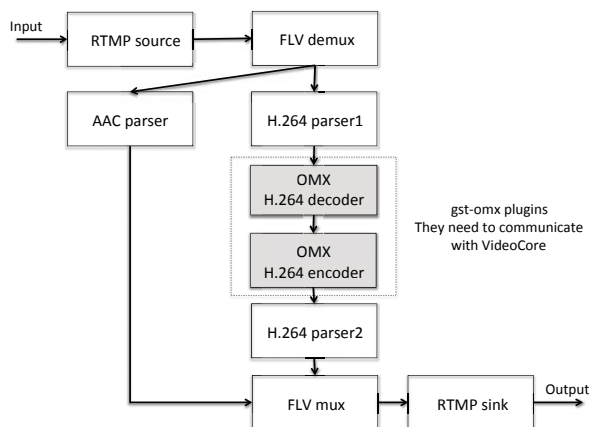 Input
RTMP source
FLV demux
AAC parser
H.264 parser1
OMX
H.264 decoder
gst-omx plugins
They need to communicate
with VideoCore
OMX
H.264 encoder
H.264 parser2
FLV mux
RTMP sink
Output